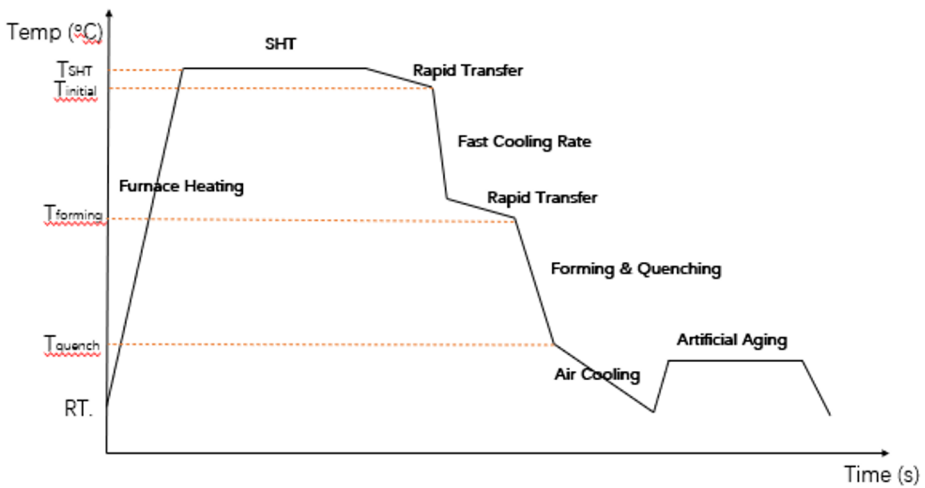 Temp (°C)
SHT
TSHT
Rapid Transfer
Tinitial
Fast Cooling Rate
Furnace Heating
Rapid Transfer
Tforming
Forming & Quenching
Tquench
Artificial Aging
Air Cooling
RT.
Time (s)